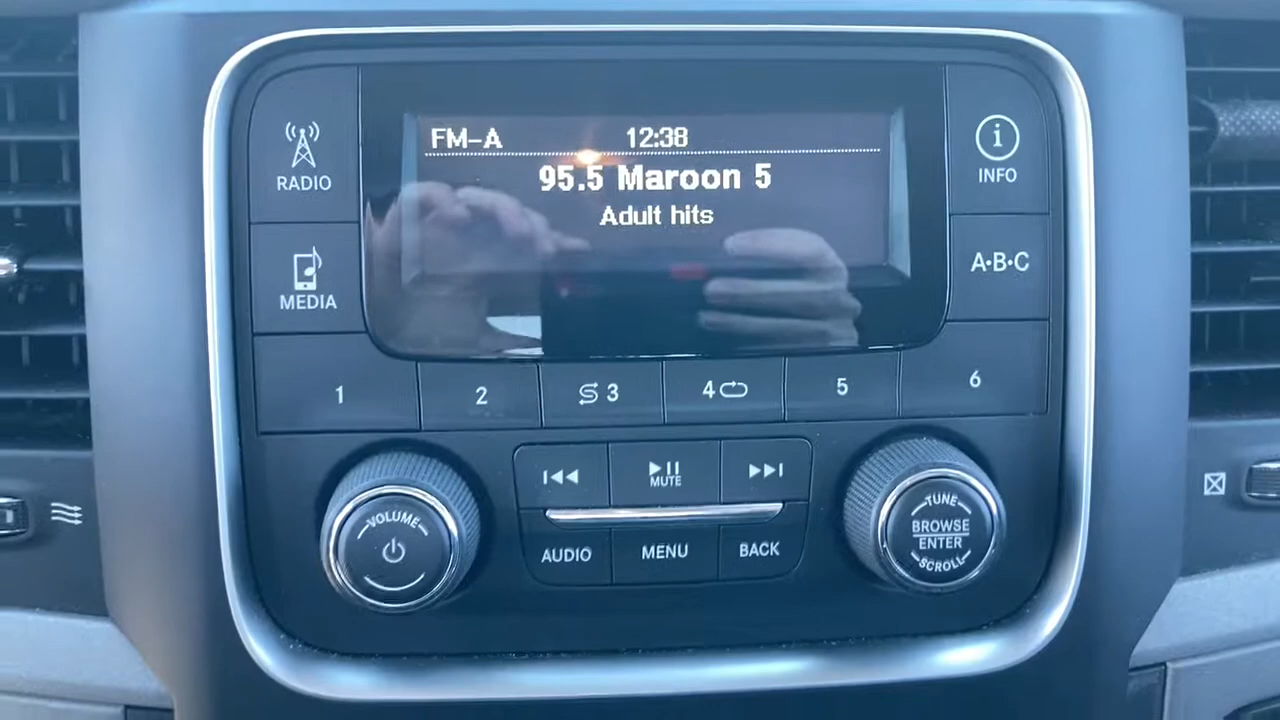 FM-A 12:38
95.5 Maroon 5
Adult hits
RADIO
INFO
MEDIA
A·B·C
1 2 3 4 5 6
MUTE
VOLUME
AUDIO MENU BACK
TUNE
BROWSE
ENTER
SCROLL